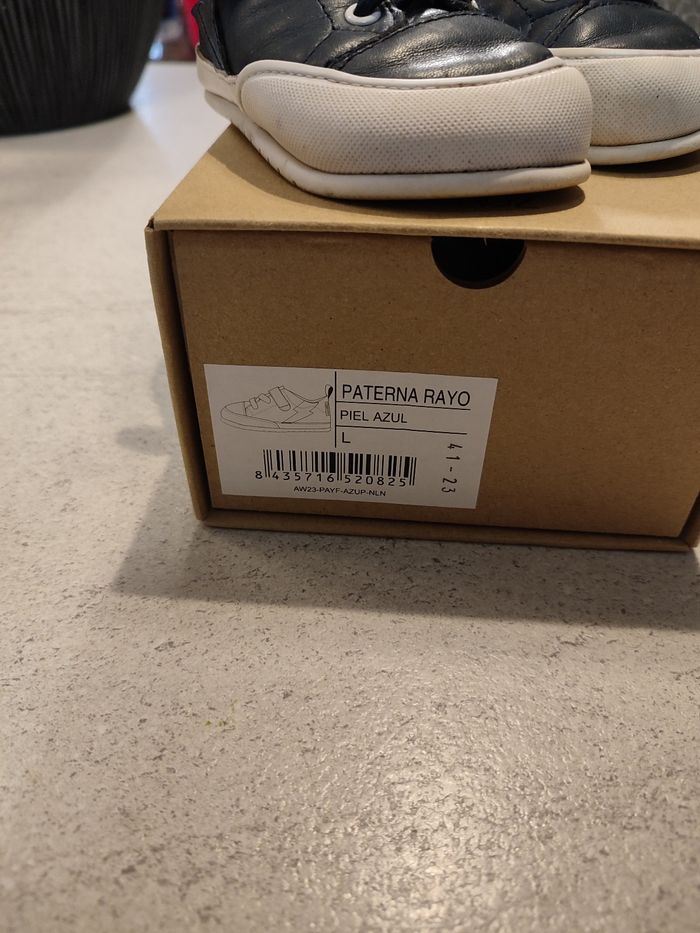 PATERNA RAYO
PIEL AZUL
L
8 435716 520825
AW23-PAYF-AZUP-NLN
41-23